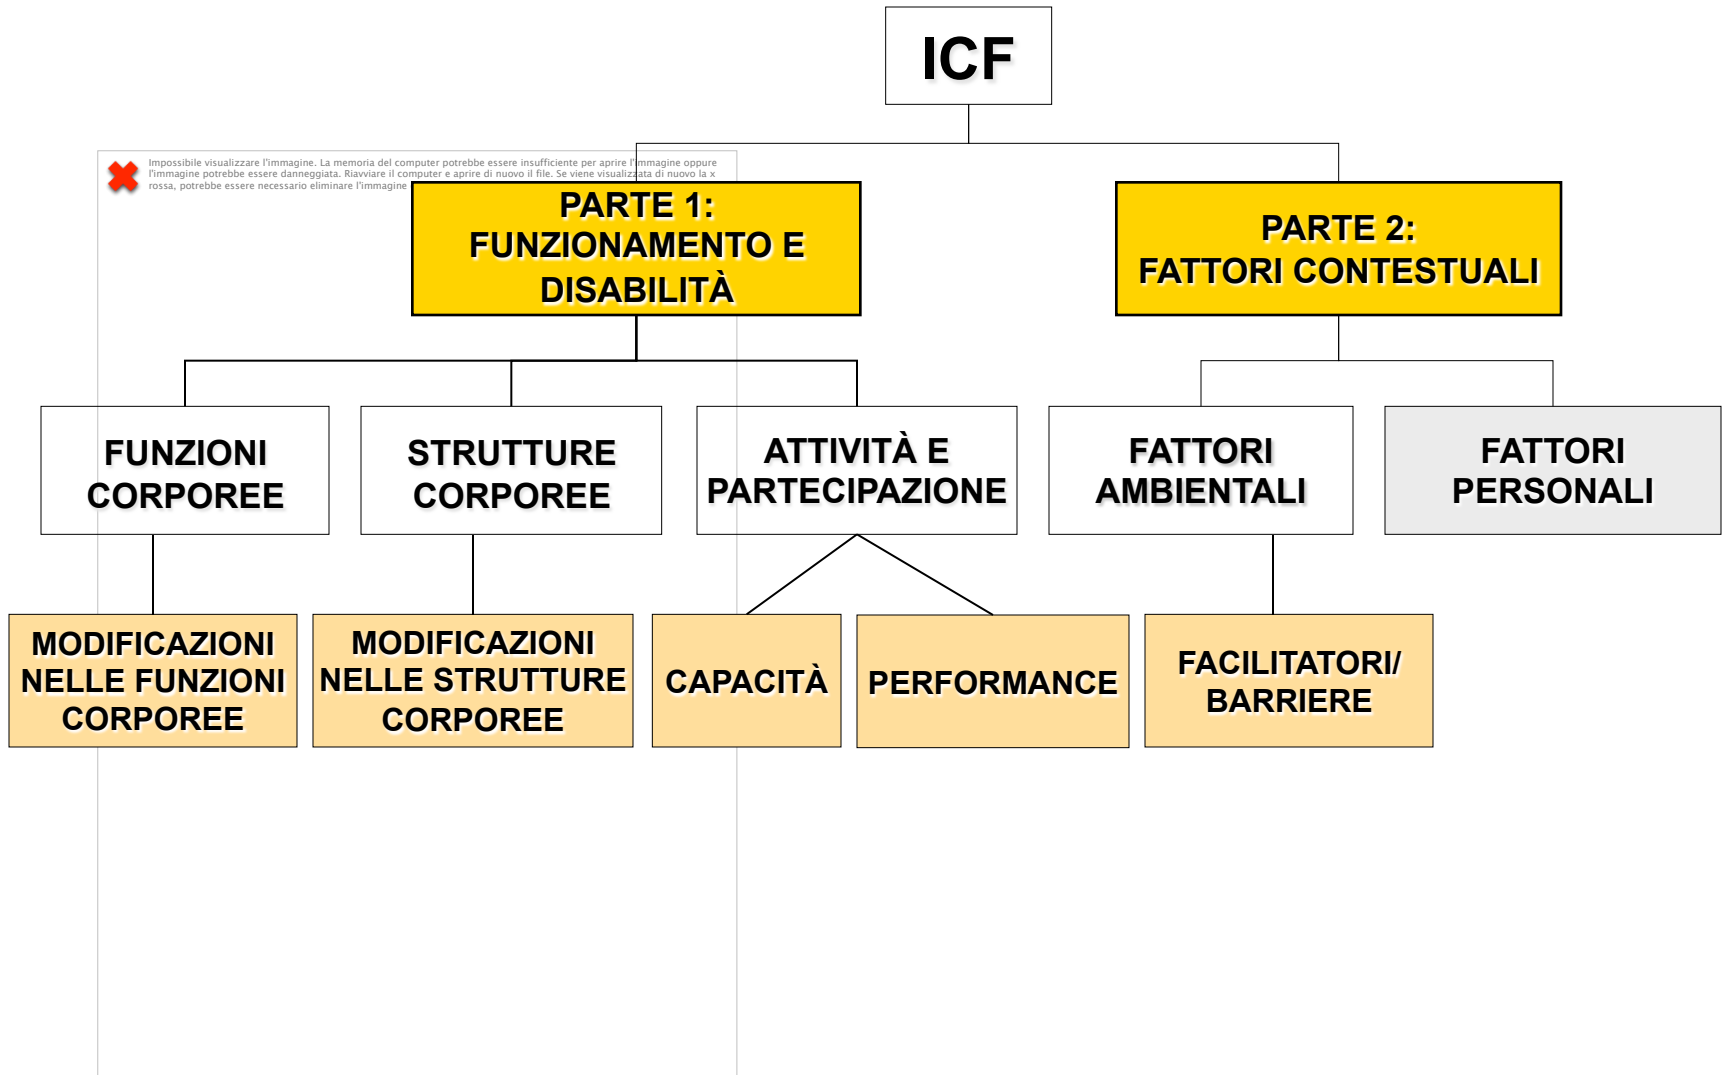 ICF
Impossibile visualizzare l'immagine. La memoria del computer potrebbe essere insufficiente per aprire l'immagine oppure
l'immagine potrebbe essere danneggiata. Riavviare il computer e aprire di nuovo il file. Se viene visualizzata di nuovo la x
rossa, potrebbe essere necessario eliminare l'immagine
PARTE 1:
FUNZIONAMENTO E
DISABILITÀ
PARTE 2:
FATTORI CONTESTUALI
FUNZIONI
CORPOREE
STRUTTURE
CORPOREE
ATTIVITÀ E
PARTECIPAZIONE
FATTORI
AMBIENTALI
FATTORI
PERSONALI
MODIFICAZIONI
NELLE FUNZIONI
CORPOREE
MODIFICAZIONI
NELLE STRUTTURE
CORPOREE
CAPACITÀ
PERFORMANCE
FACILITATORI/
BARRIERE